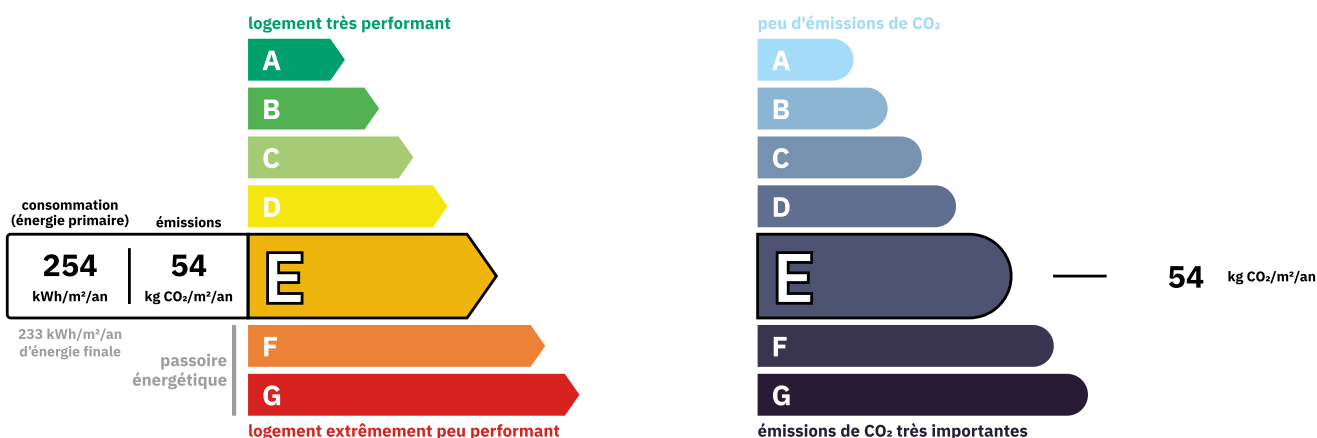 logement très performant
A
B
C
D
consommation
(énergie primaire)
émissions
254
kWh/m²/an
54
kg CO₂/m²/an
E
233 kWh/m²/an
d'énergie finale
passoire
énergétique
F
G
logement extrêmement peu performant
peu d'émissions de CO₂
A
B
C
D
E
54 kg CO₂/m²/an
F
G
émissions de CO₂ très importantes